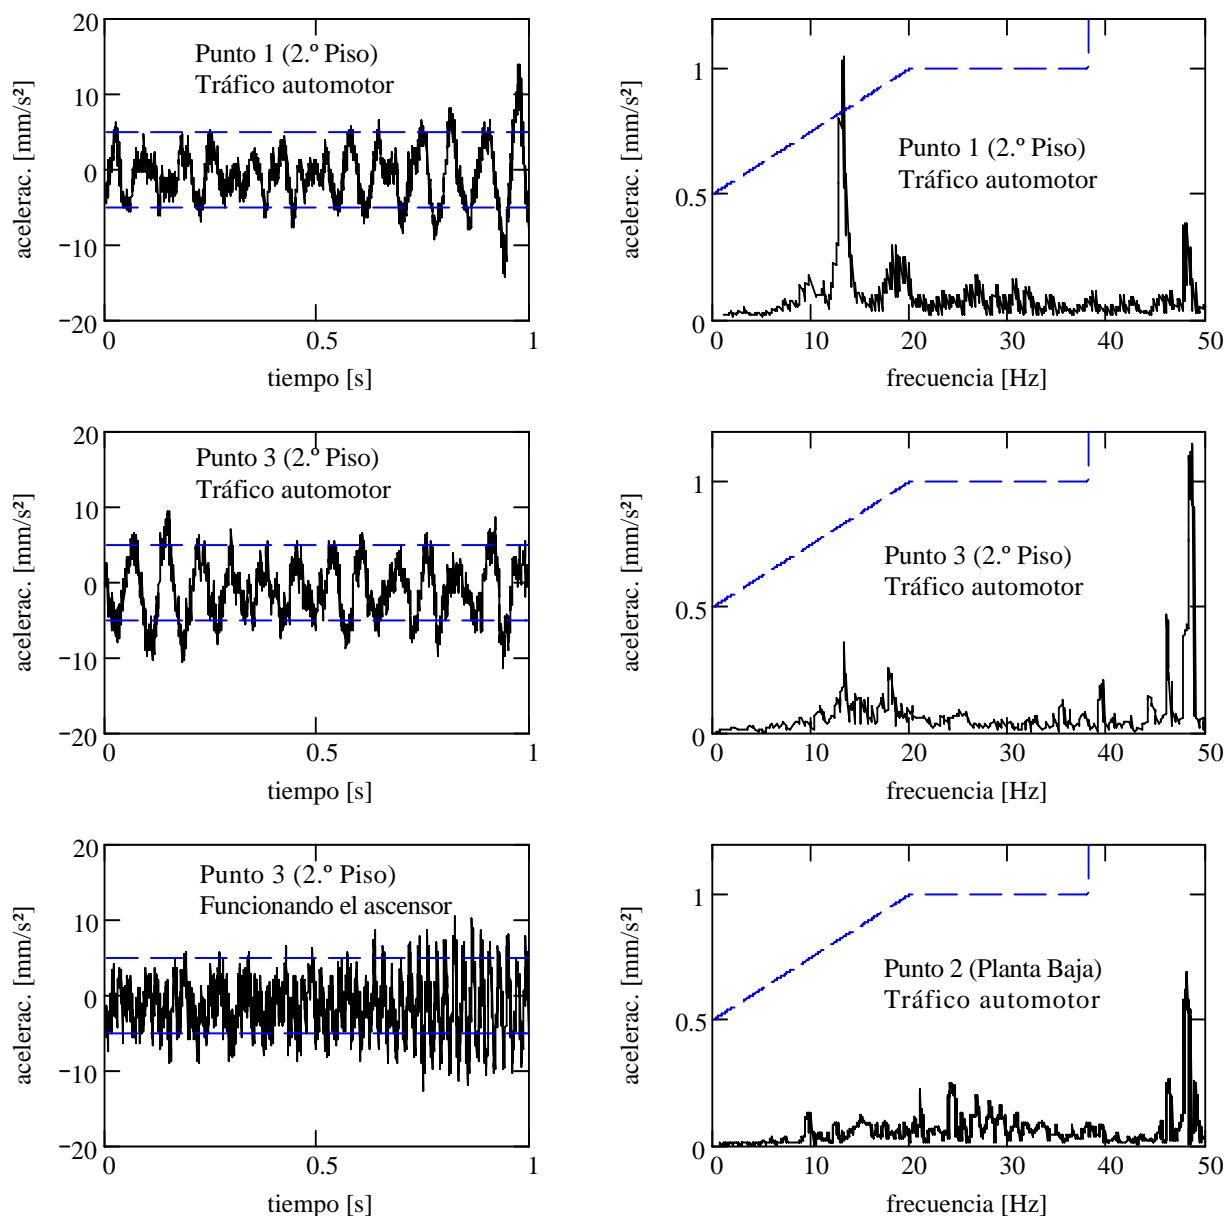 20
10
0
−10
−20
acelerac. [mm/s²]
Punto 1 (2.º Piso)
Tráfico automotor
0
0.5
1
tiempo [s]
1
0.5
0
acelerac. [mm/s²]
Punto 1 (2.º Piso)
Tráfico automotor
0
10
20
30
40
50
frecuencia [Hz]
20
10
0
−10
−20
acelerac. [mm/s²]
Punto 3 (2.º Piso)
Tráfico automotor
0
0.5
1
tiempo [s]
1
0.5
0
acelerac. [mm/s²]
Punto 3 (2.º Piso)
Tráfico automotor
0
10
20
30
40
50
frecuencia [Hz]
20
10
0
−10
−20
acelerac. [mm/s²]
Punto 3 (2.º Piso)
Funcionando el ascensor
0
0.5
1
tiempo [s]
1
0.5
0
acelerac. [mm/s²]
Punto 2 (Planta Baja)
Tráfico automotor
0
10
20
30
40
50
frecuencia [Hz]